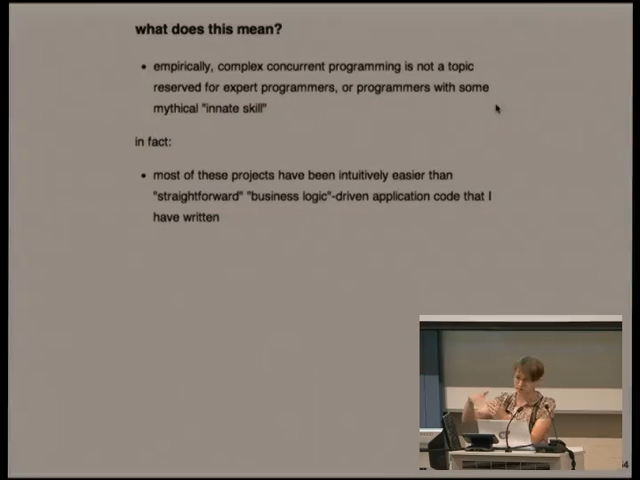 what does this mean?
• empirically, complex concurrent programming is not a topic
reserved for expert programmers, or programmers with some
mythical "innate skill"
in fact:
• most of these projects have been intuitively easier than
"straightforward" "business logic"-driven application code that I
have written